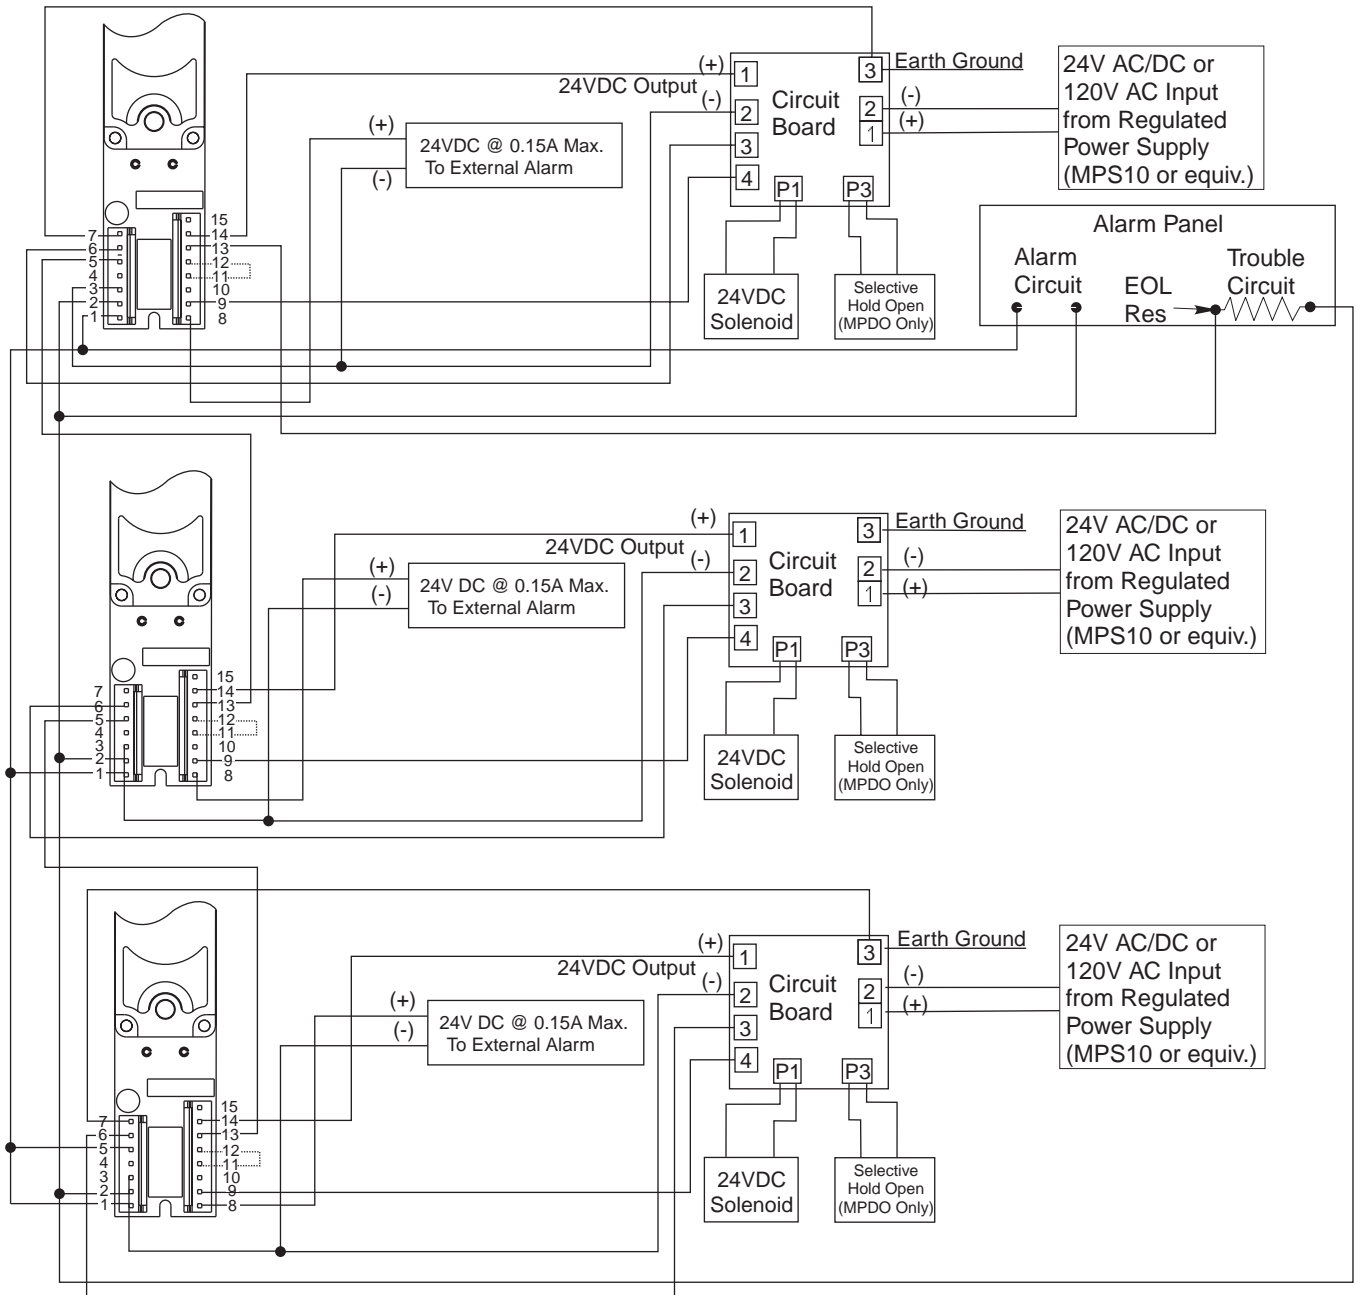 (+)
24VDC Output
(-)
1
2
3
4
Circuit
Board
3
2
1
P1
P3
Earth Ground
(-)
(+)
24V AC/DC or
120V AC Input
from Regulated
Power Supply
(MPS10 or equiv.)
(+)
(-)
24VDC @ 0.15A Max.
To External Alarm
7
6
5
4
3
2
1
15
14
13
12
11
10
9
8
24VDC
Solenoid
Selective
Hold Open
(MPDO Only)
Alarm Panel
Alarm
Circuit
EOL
Res
Trouble
Circuit
(+)
24VDC Output
(-)
1
2
3
4
Circuit
Board
3
2
1
P1
P3
Earth Ground
(-)
(+)
24V AC/DC or
120V AC Input
from Regulated
Power Supply
(MPS10 or equiv.)
(+)
(-)
24V DC @ 0.15A Max.
To External Alarm
7
6
5
4
3
2
1
15
14
13
12
11
10
9
8
24VDC
Solenoid
Selective
Hold Open
(MPDO Only)
(+)
24VDC Output
(-)
1
2
3
4
Circuit
Board
3
2
1
P1
P3
Earth Ground
(-)
(+)
24V AC/DC or
120V AC Input
from Regulated
Power Supply
(MPS10 or equiv.)
(+)
(-)
24V DC @ 0.15A Max.
To External Alarm
7
6
5
4
3
2
1
15
14
13
12
11
10
9
8
24VDC
Solenoid
Selective
Hold Open
(MPDO Only)